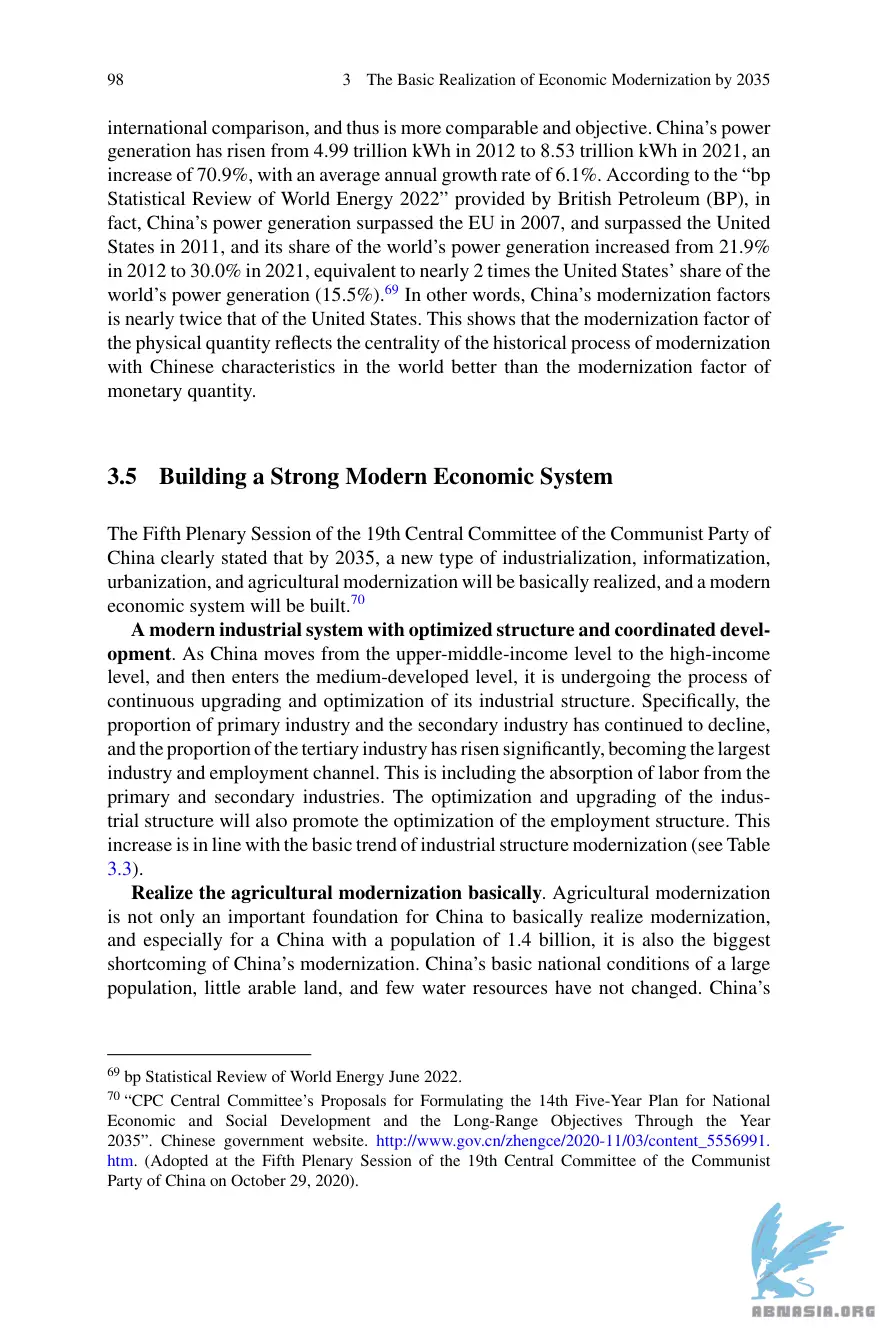 98 3 The Basic Realization of Economic Modernization by 2035
international comparison, and thus is more comparable and objective. China’s power
generation has risen from 4.99 trillion kWh in 2012 to 8.53 trillion kWh in 2021, an
increase of 70.9%, with an average annual growth rate of 6.1%. According to the “bp
Statistical Review of World Energy 2022” provided by British Petroleum (BP), in
fact, China’s power generation surpassed the EU in 2007, and surpassed the United
States in 2011, and its share of the world’s power generation increased from 21.9%
in 2012 to 30.0% in 2021, equivalent to nearly 2 times the United States’ share of the
world’s power generation (15.5%).69 In other words, China’s modernization factors
is nearly twice that of the United States. This shows that the modernization factor of
the physical quantity reflects the centrality of the historical process of modernization
with Chinese characteristics in the world better than the modernization factor of
monetary quantity.
3.5 Building a Strong Modern Economic System
The Fifth Plenary Session of the 19th Central Committee of the Communist Party of
China clearly stated that by 2035, a new type of industrialization, informatization,
urbanization, and agricultural modernization will be basically realized, and a modern
economic system will be built.70
A modern industrial system with optimized structure and coordinated devel-
opment. As China moves from the upper-middle-income level to the high-income
level, and then enters the medium-developed level, it is undergoing the process of
continuous upgrading and optimization of its industrial structure. Specifically, the
proportion of primary industry and the secondary industry has continued to decline,
and the proportion of the tertiary industry has risen significantly, becoming the largest
industry and employment channel. This is including the absorption of labor from the
primary and secondary industries. The optimization and upgrading of the indus-
trial structure will also promote the optimization of the employment structure. This
increase is in line with the basic trend of industrial structure modernization (see Table
3.3).
Realize the agricultural modernization basically. Agricultural modernization
is not only an important foundation for China to basically realize modernization,
and especially for a China with a population of 1.4 billion, it is also the biggest
shortcoming of China’s modernization. China’s basic national conditions of a large
population, little arable land, and few water resources have not changed. China’s
69 bp Statistical Review of World Energy June 2022.
70 “CPC Central Committee’s Proposals for Formulating the 14th Five-Year Plan for National
Economic and Social Development and the Long-Range Objectives Through the Year
2035”. Chinese government website. http://www.gov.cn/zhengce/2020-11/03/content_5556991.
htm. (Adopted at the Fifth Plenary Session of the 19th Central Committee of the Communist
Party of China on October 29, 2020).
ABNASIA.ORG